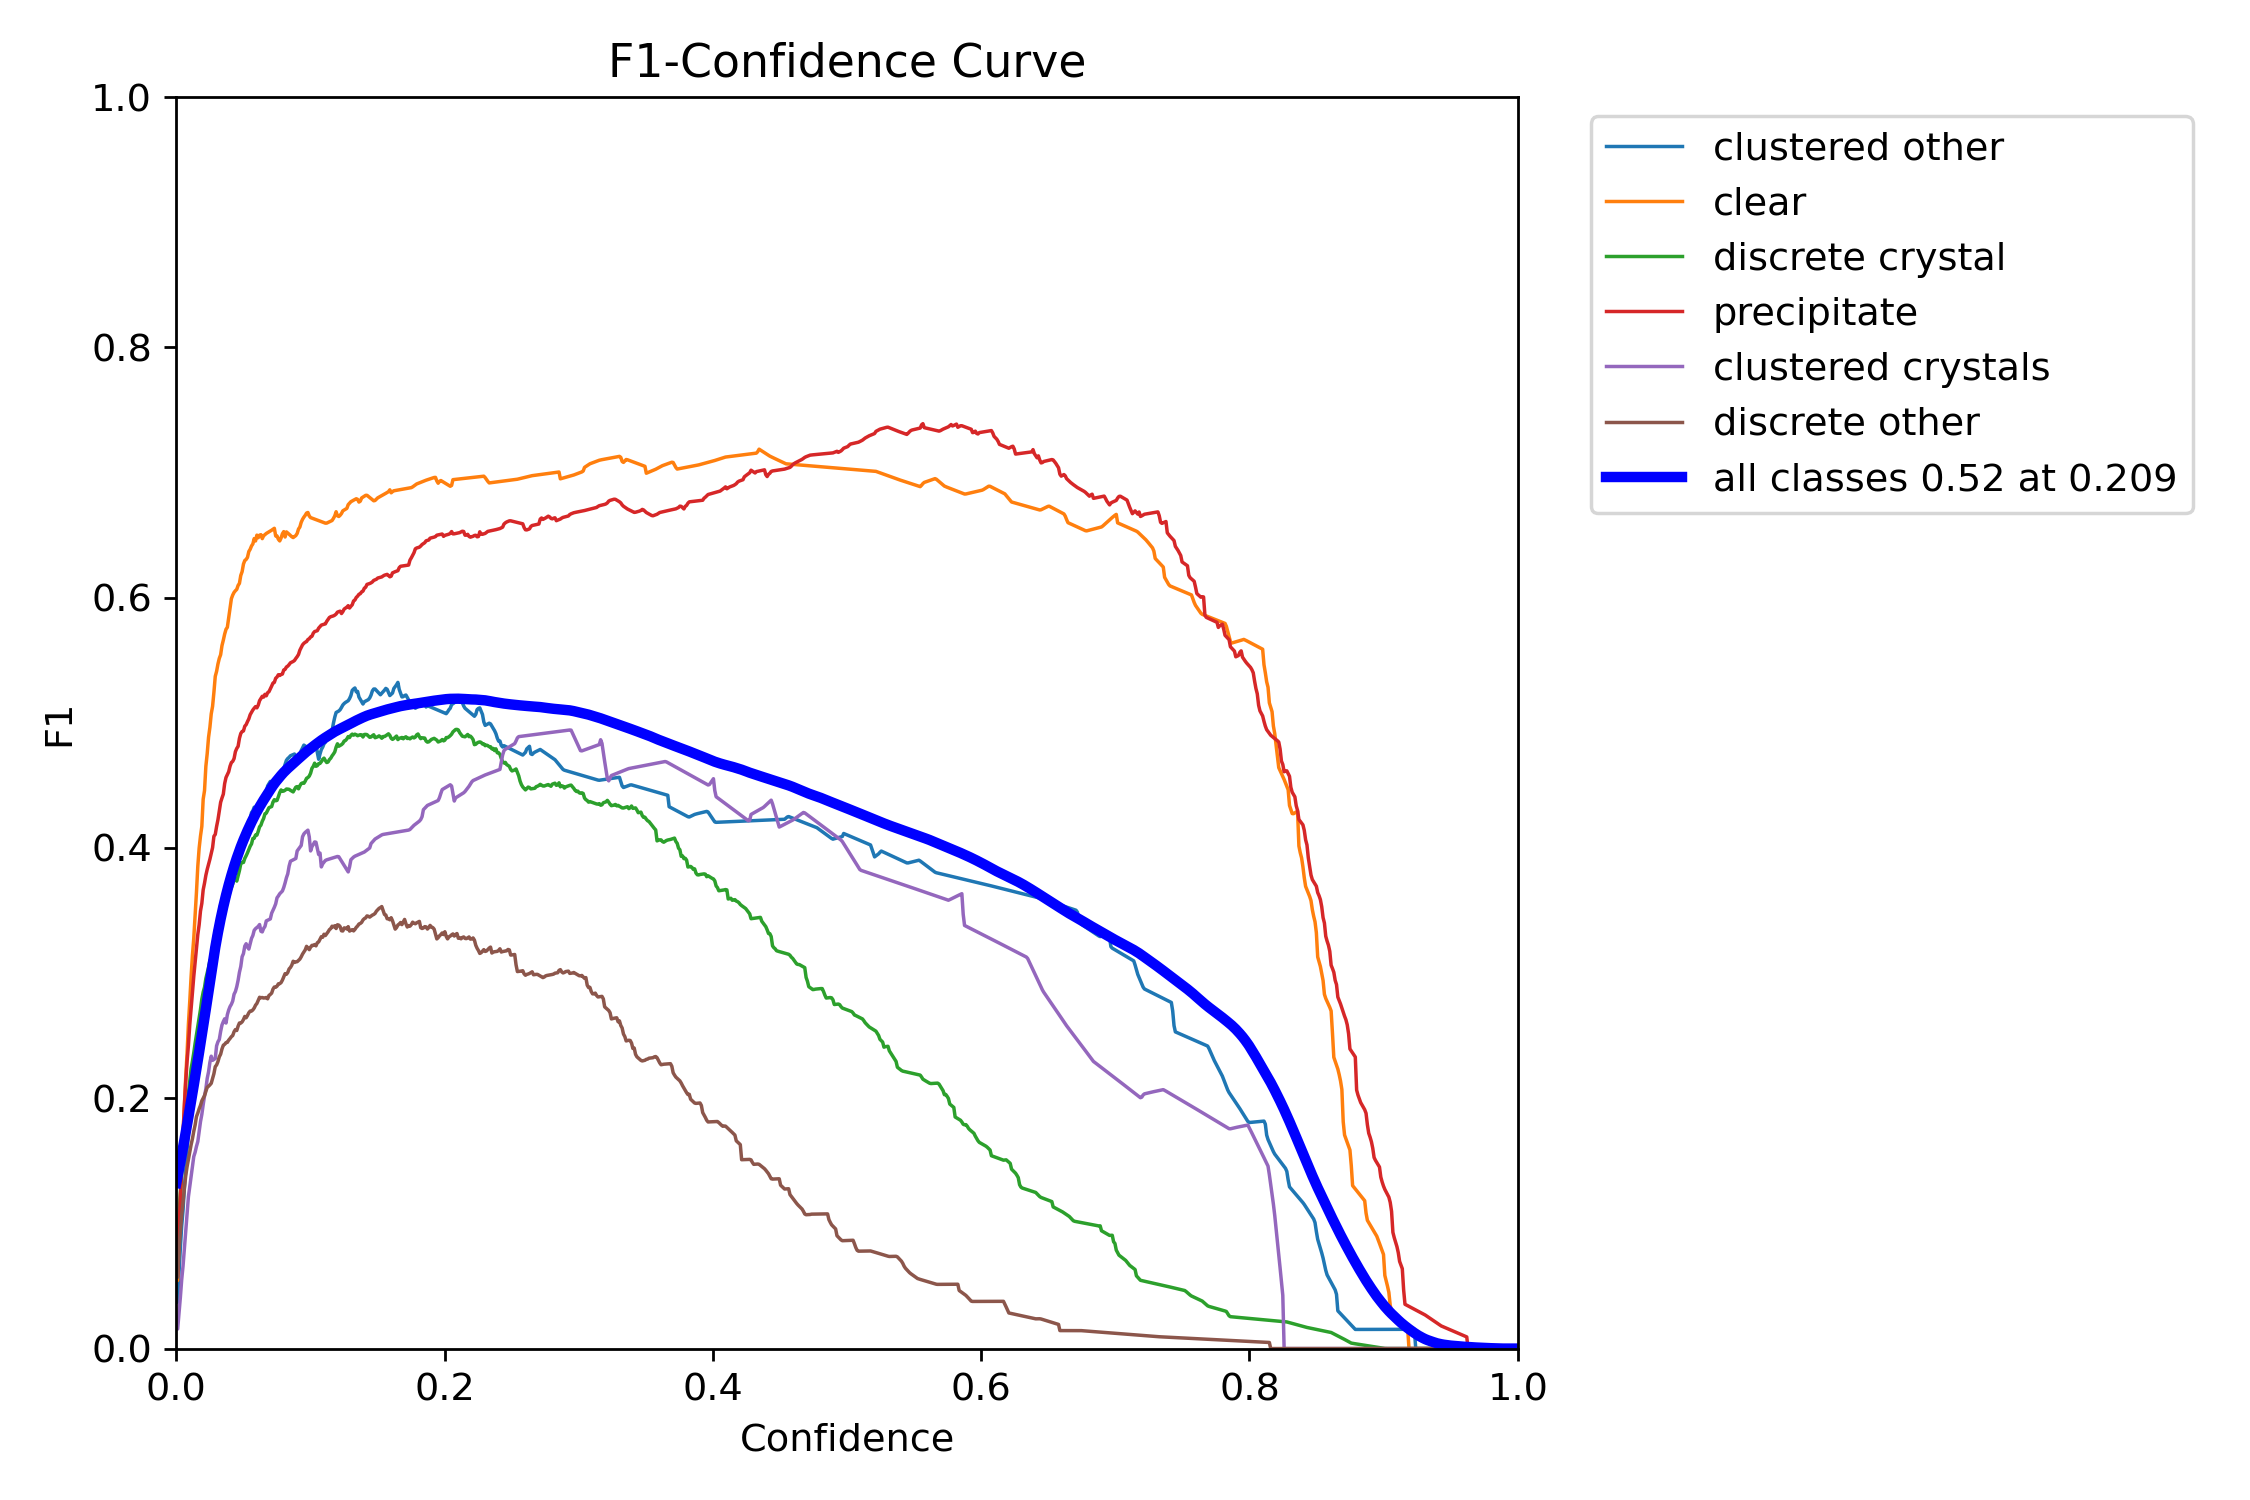 F1-Confidence Curve
1.0
0.8
0.6
0.4
0.2
0.0
F1
0.0 0.2 0.4 0.6 0.8 1.0
Confidence
clustered other
clear
discrete crystal
precipitate
clustered crystals
discrete other
all classes 0.52 at 0.209